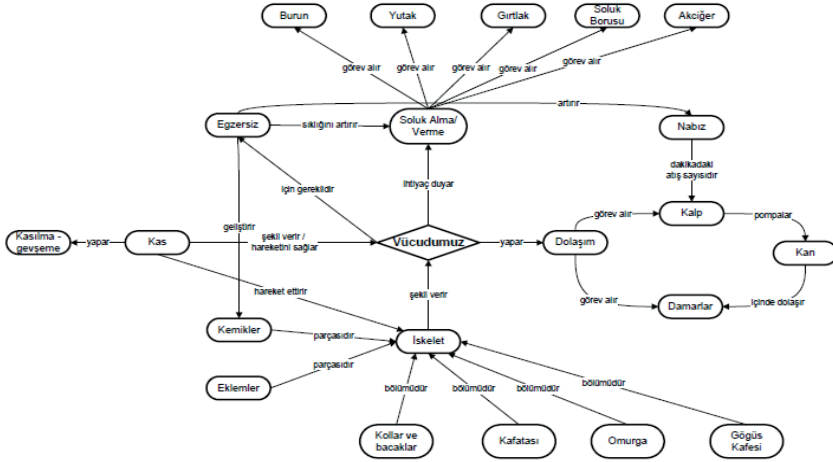 Burun
Yutak
Gırtlak
Soluk
Borusu
Akciğer
görev alır
görev alır
görev alır
görev alır
görev alır
artırır
Egzersiz
sıklığını artırır
Soluk Alma/
Verme
Nabız
dakikadaki
atış sayısıdır
için gereklidir
ihtiyaç duyar
geliştirir
görev alır
Kalp
pompalar
Kasılma -
gevşeme
yapar
Kas
şekil verir /
hareketini sağlar
Vücudumuz
yapar
Dolaşım
Kan
hareket ettirir
şekil verir
görev alır
Damarlar
içinde dolaşır
Kemikler
parçasıdır
İskelet
Eklemler
parçasıdır
bölümüdür
bölümüdür
bölümüdür
bölümüdür
Kollar ve
bacaklar
Kafatası
Omurga
Gögüs
Kafesi